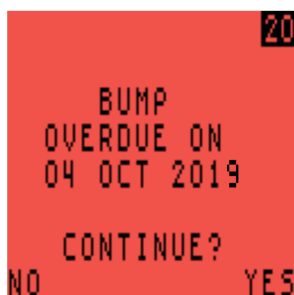 20
BUMP
OVERDUE ON
04 OCT 2019
CONTINUE?
NO YES